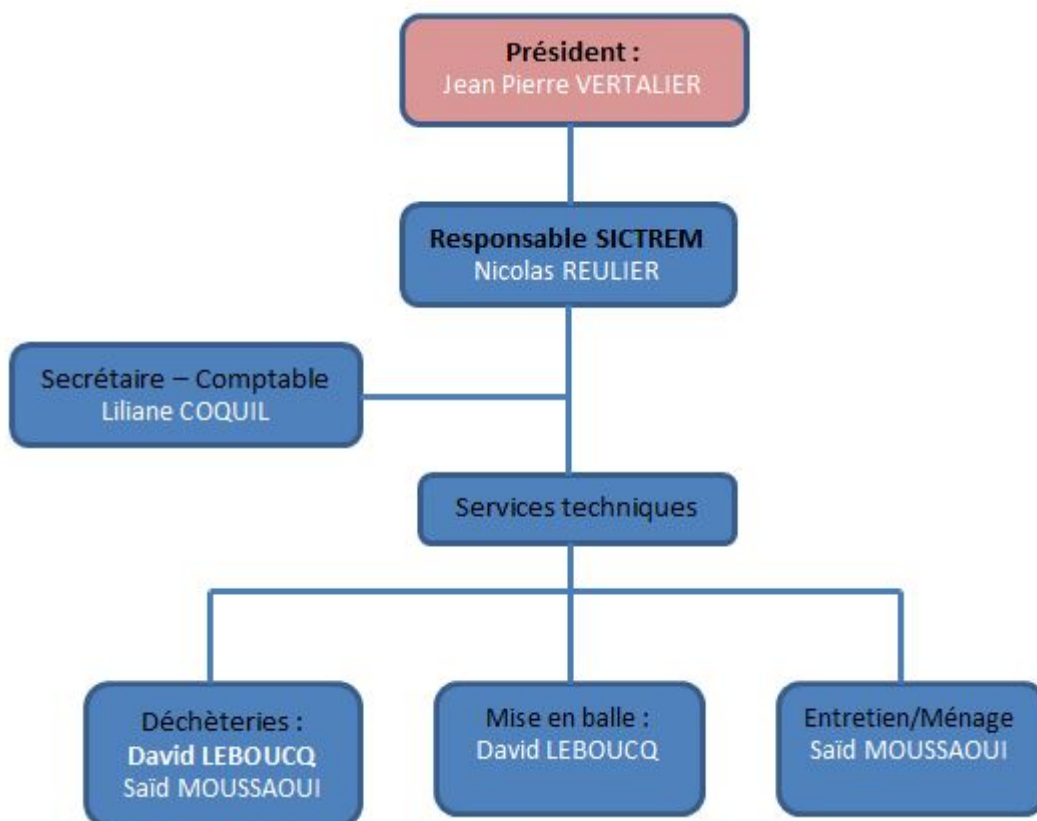 Président :
Jean Pierre VERTALIER
Responsable SICTREM
Nicolas REULIER
Secrétaire – Comptable
Liliane COQUIL
Services techniques
Déchèteries :
David LEBOUCQ
Saïd MOUSSAOUI
Mise en balle :
David LEBOUCQ
Entretien/Ménage
Saïd MOUSSAOUI